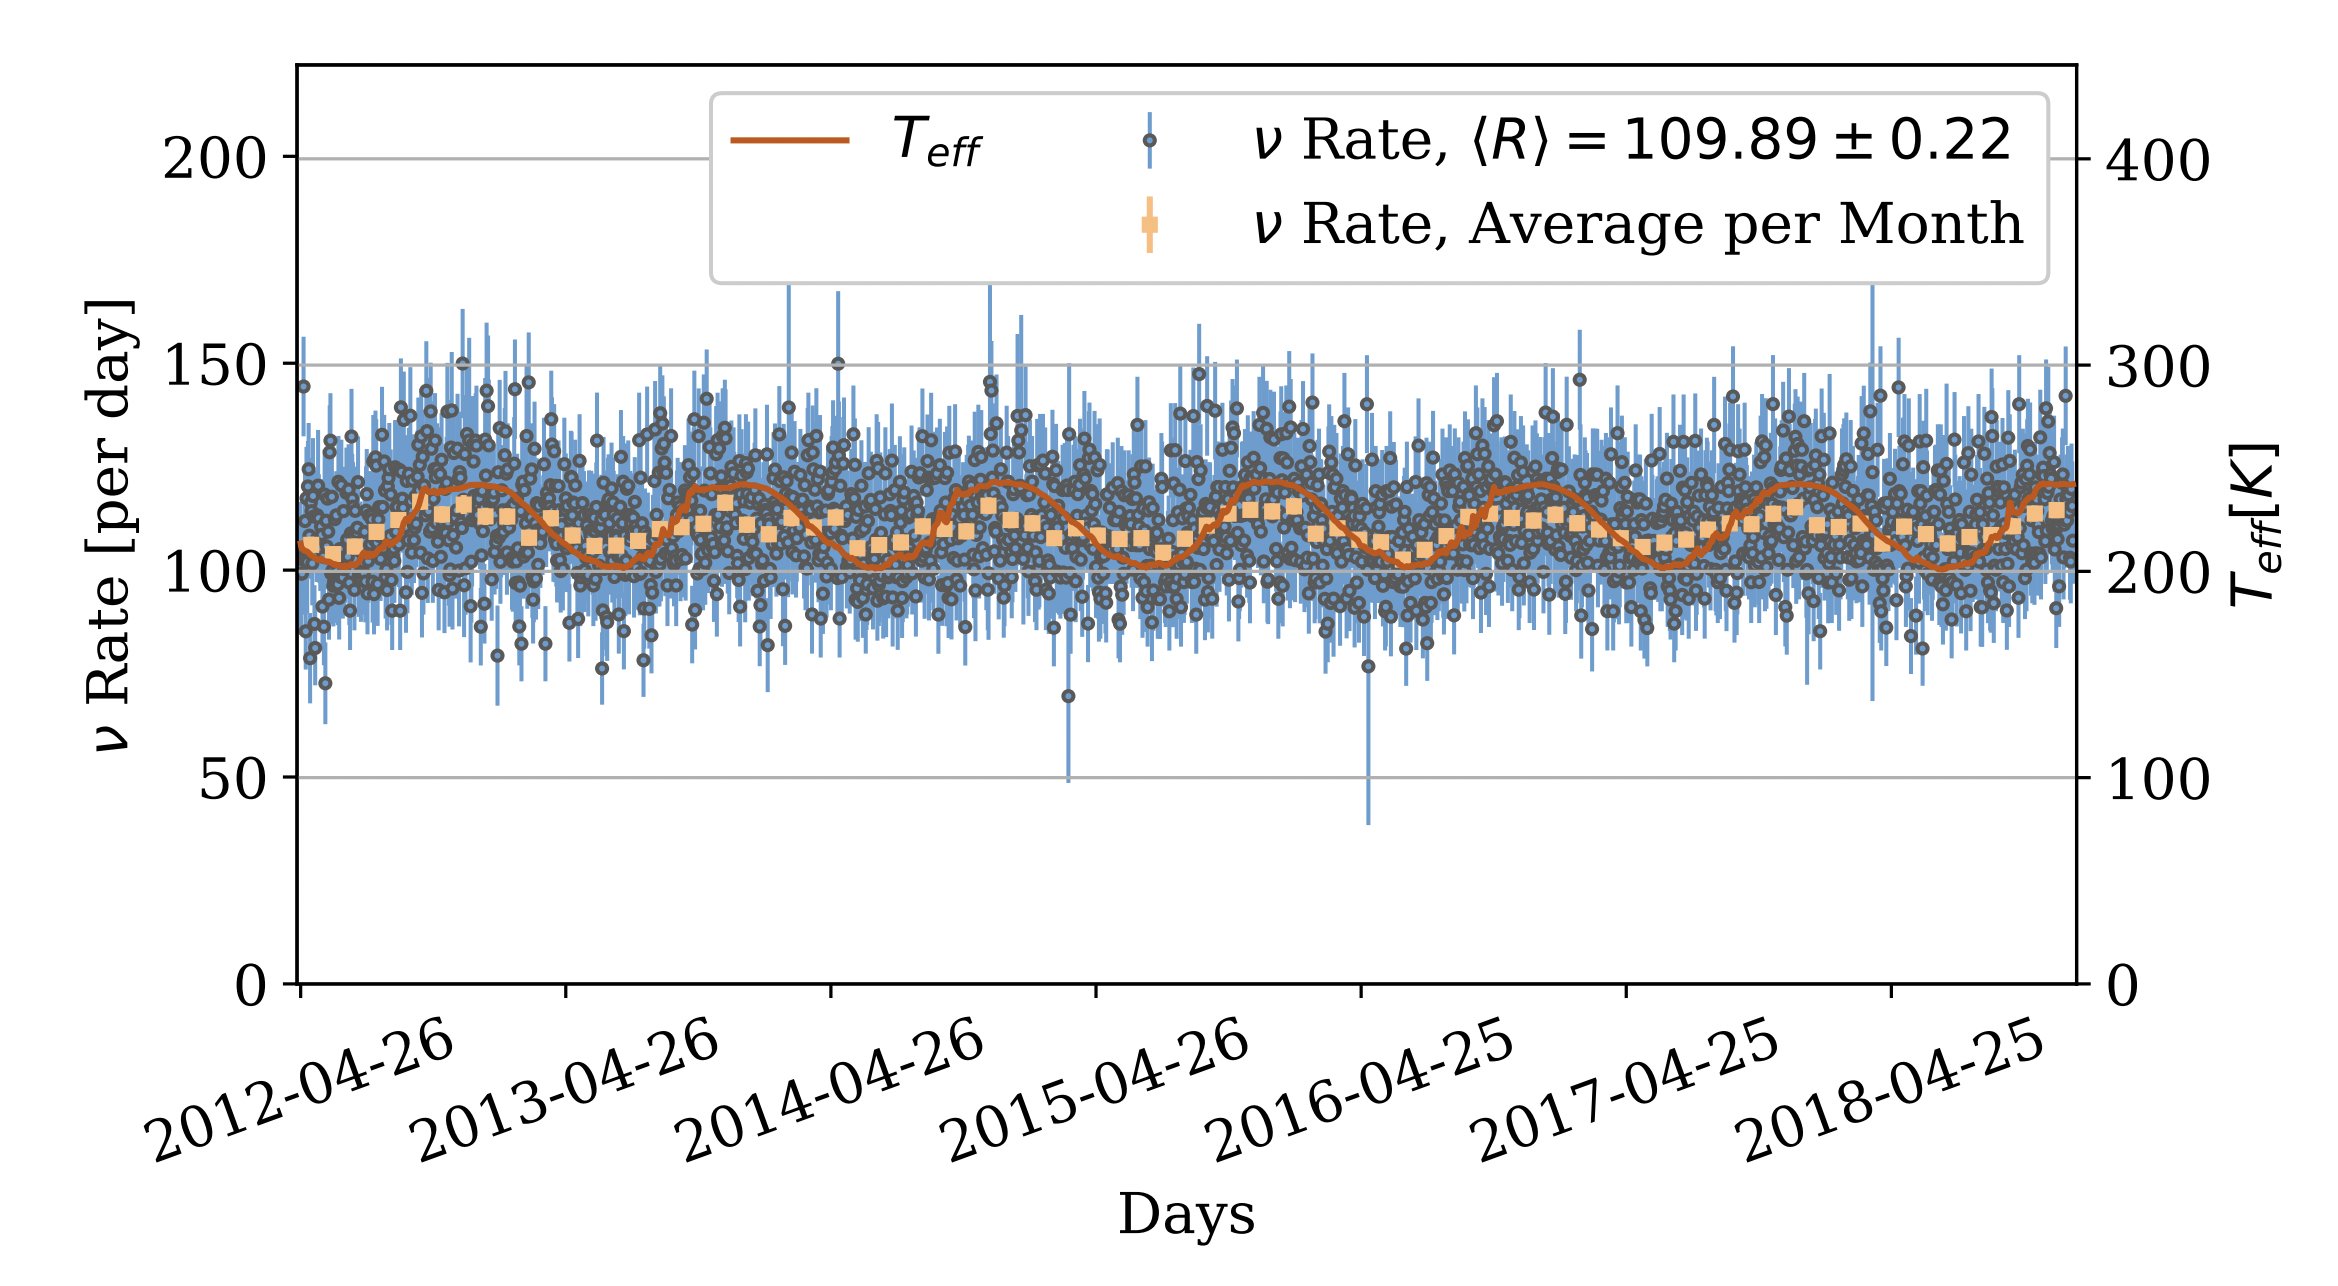 T_eff
ν Rate, ⟨R⟩ = 109.89 ± 0.22
ν Rate, Average per Month
ν Rate [per day]
200
150
100
50
0
400
300
200
100
0
T_eff[K]
2012-04-26
2013-04-26
2014-04-26
2015-04-26
2016-04-25
2017-04-25
2018-04-25
Days